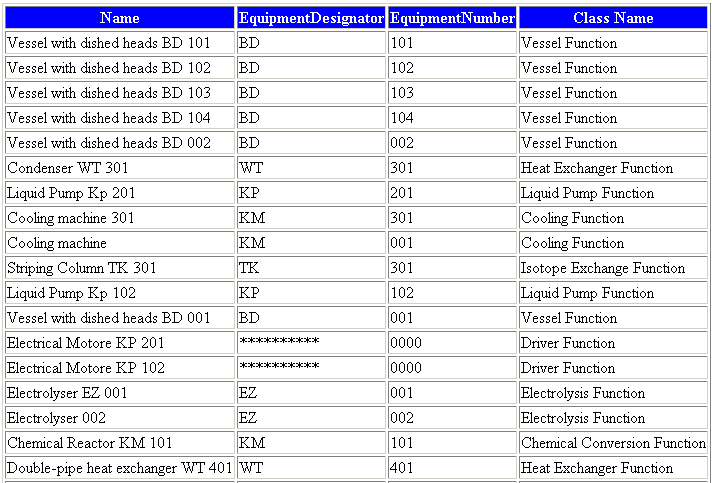 Name EquipmentDesignator EquipmentNumber Class Name
Vessel with dished heads BD 101 BD 101 Vessel Function
Vessel with dished heads BD 102 BD 102 Vessel Function
Vessel with dished heads BD 103 BD 103 Vessel Function
Vessel with dished heads BD 104 BD 104 Vessel Function
Vessel with dished heads BD 002 BD 002 Vessel Function
Condenser WT 301 WT 301 Heat Exchanger Function
Liquid Pump Kp 201 KP 201 Liquid Pump Function
Cooling machine 301 KM 301 Cooling Function
Cooling machine KM 001 Cooling Function
Striping Column TK 301 TK 301 Isotope Exchange Function
Liquid Pump Kp 102 KP 102 Liquid Pump Function
Vessel with dished heads BD 001 BD 001 Vessel Function
Electrical Motore KP 201 ********** 0000 Driver Function
Electrical Motore KP 102 ********** 0000 Driver Function
Electrolyser EZ 001 EZ 001 Electrolysis Function
Electrolyser 002 EZ 002 Electrolysis Function
Chemical Reactor KM 101 KM 101 Chemical Conversion Function
Double-pipe heat exchanger WT 401 WT 401 Heat Exchanger Function